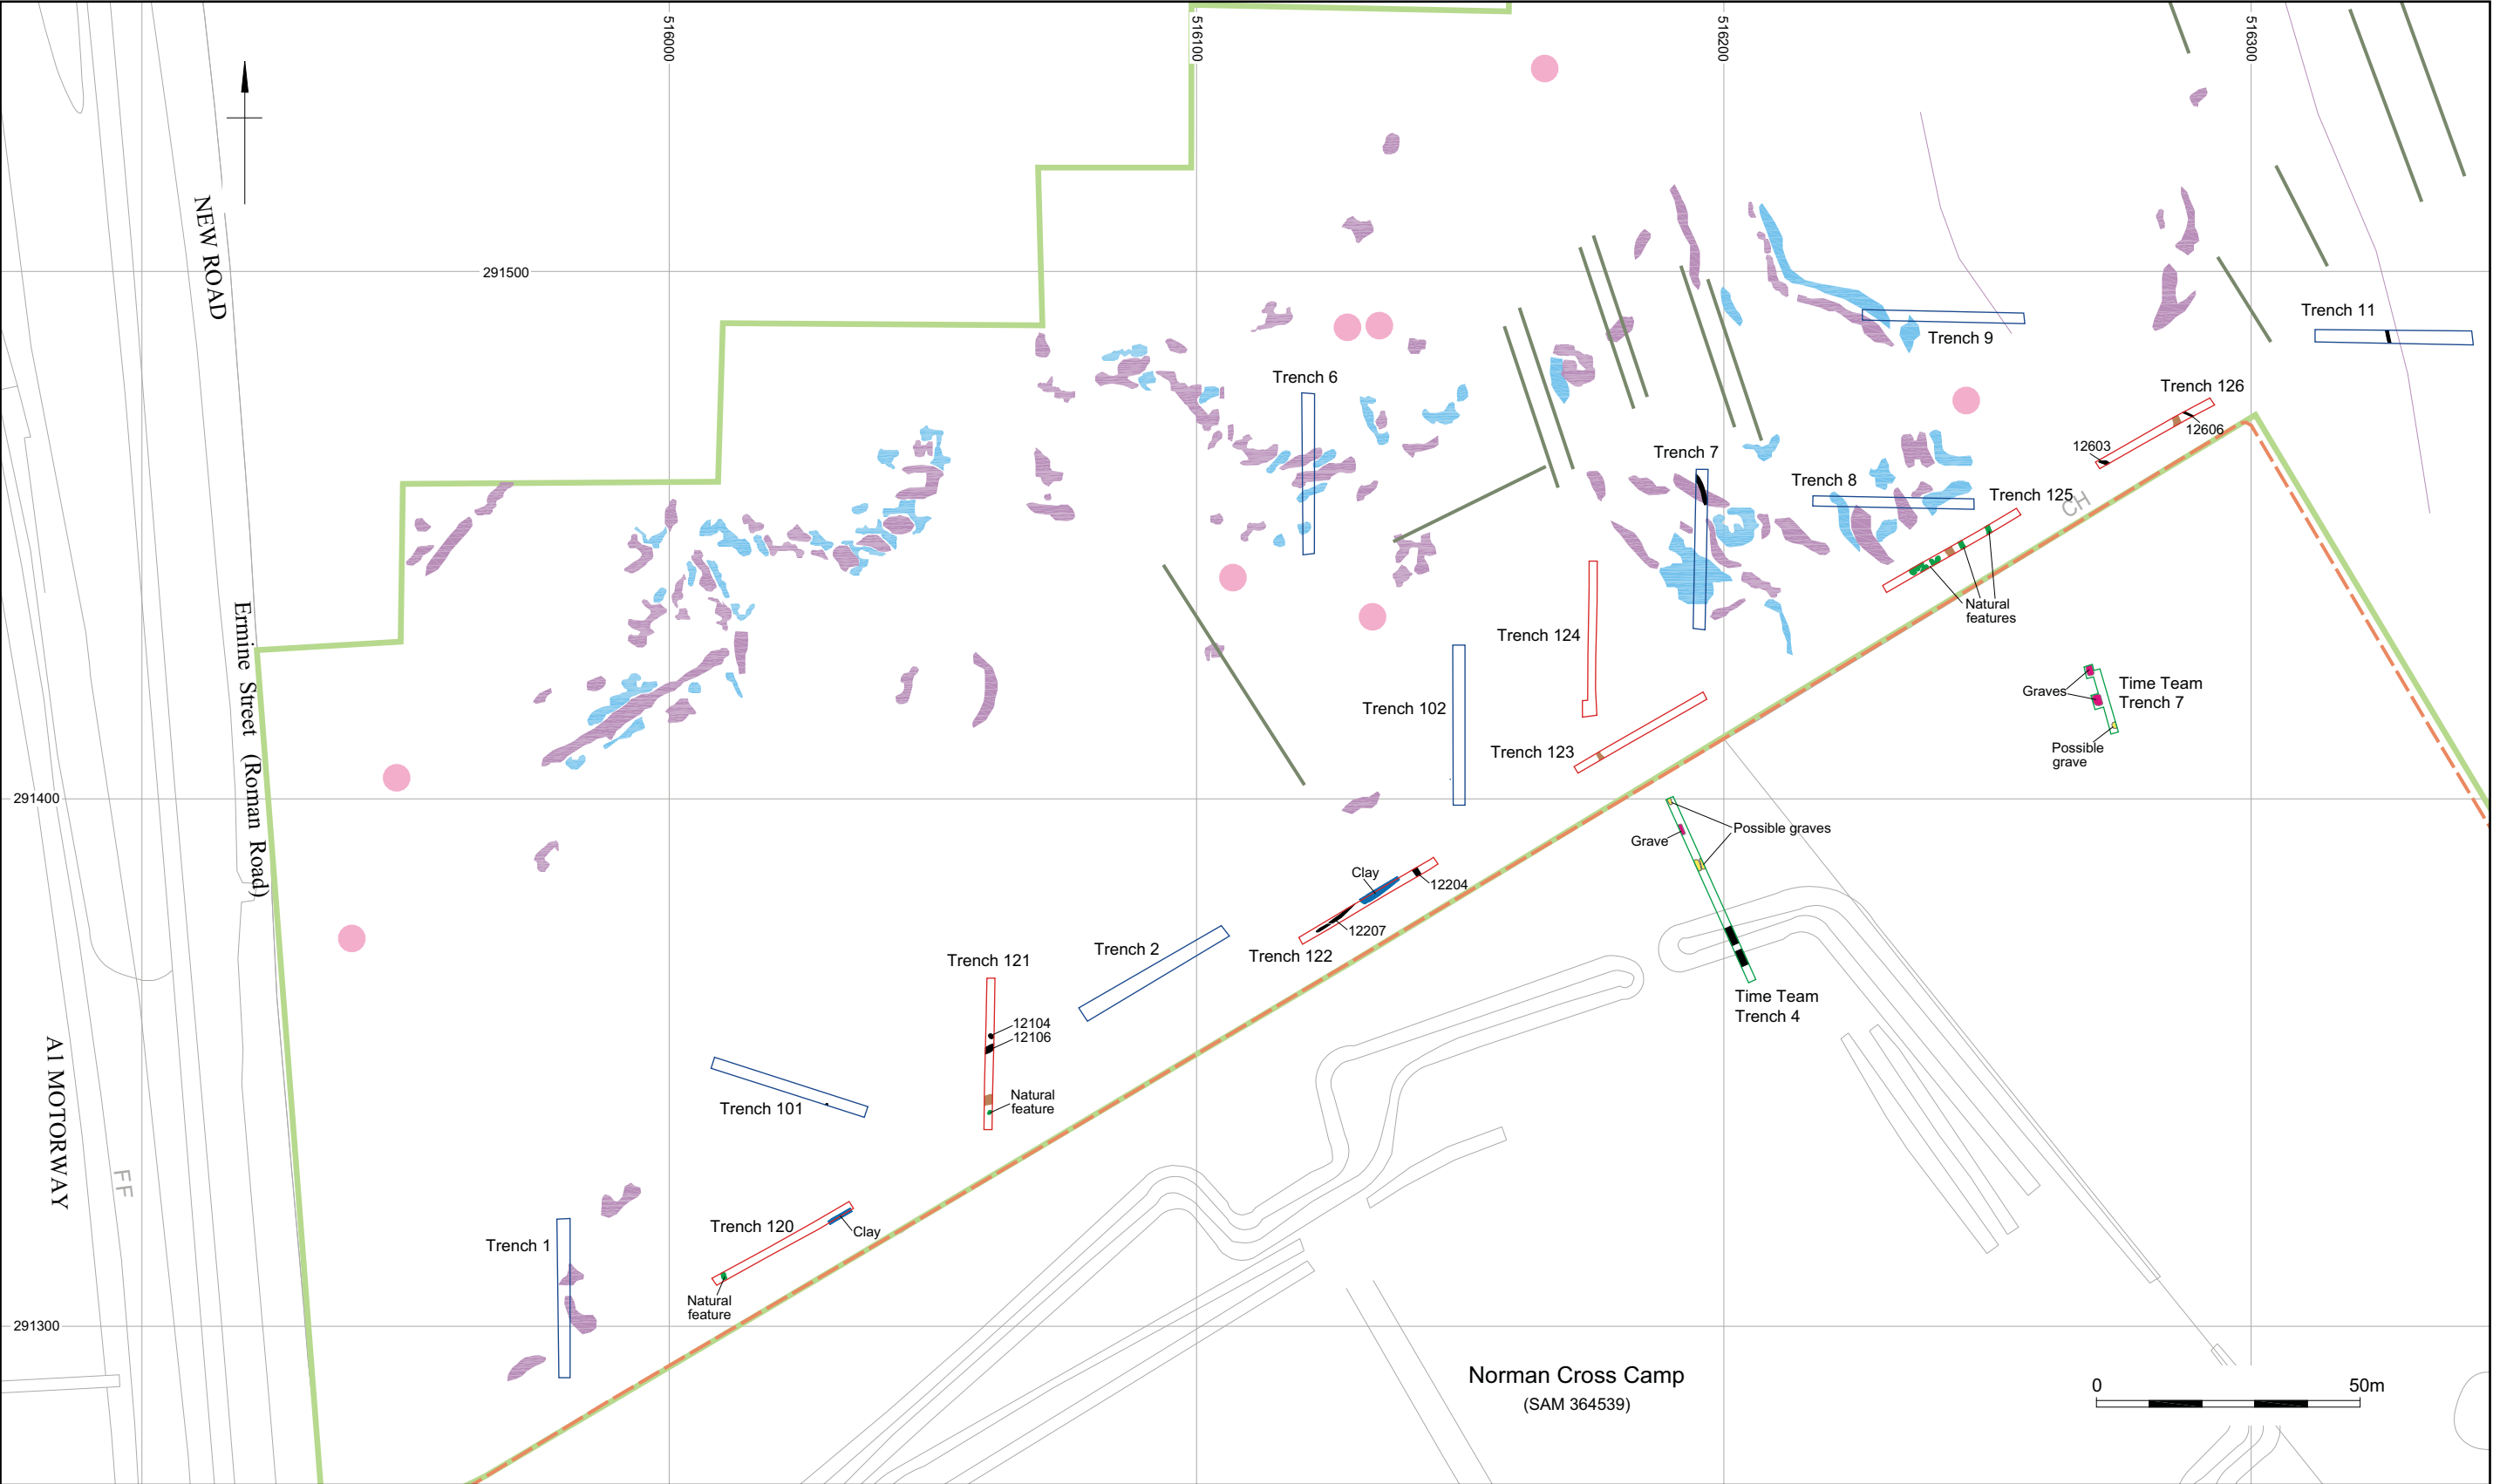 516000
516100
516200
516300
NEW ROAD
291500
Trench 11
Trench 9
Trench 6
Trench 126
12606
12603
Trench 7
Trench 8
Trench 125
CH
Natural
features
Ermine Street (Roman Road)
Trench 124
Trench 102
Trench 123
Graves
Time Team
Trench 7
Possible
grave
291400
Possible graves
Grave
Clay
12204
12207
Trench 122
Trench 2
Trench 121
12104
12106
Time Team
Trench 4
Natural
feature
Trench 101
A1 MOTORWAY
FF
Trench 120
Clay
Trench 1
Natural
feature
291300
Norman Cross Camp
(SAM 364539)
0 50m